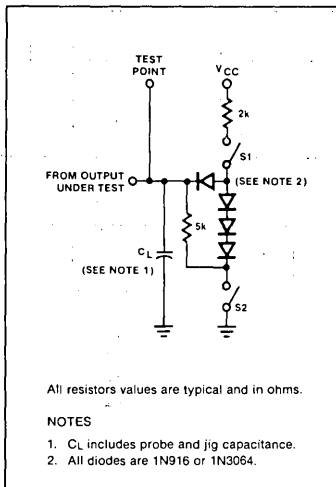 TEST
POINT
VCC
2k
S1
FROM OUTPUT
UNDER TEST
(SEE NOTE 2)
5k
CL
(SEE NOTE 1)
S2
All resistors values are typical and in ohms.
NOTES
1. CL includes probe and jig capacitance.
2. All diodes are 1N916 or 1N3064.